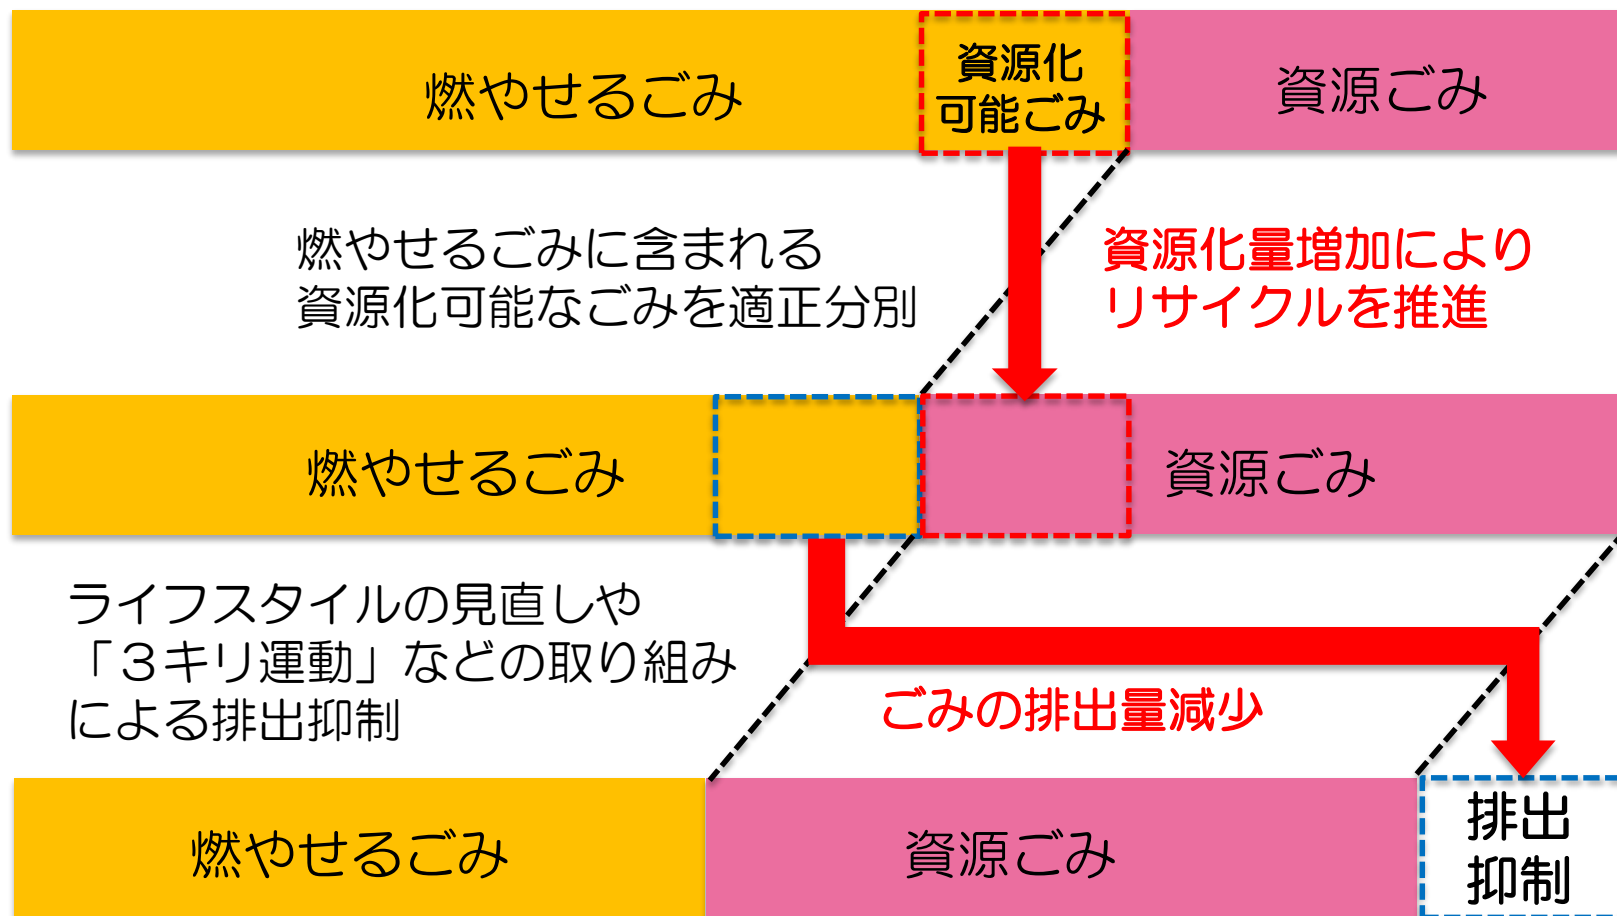 燃やせるごみ
資源化
可能ごみ
資源ごみ
燃やせるごみに含まれる
資源化可能なごみを適正分別
資源化量増加により
リサイクルを推進
燃やせるごみ
資源ごみ
ライフスタイルの見直しや
「３キリ運動」などの取り組み
による排出抑制
ごみの排出量減少
燃やせるごみ
資源ごみ
排出
抑制